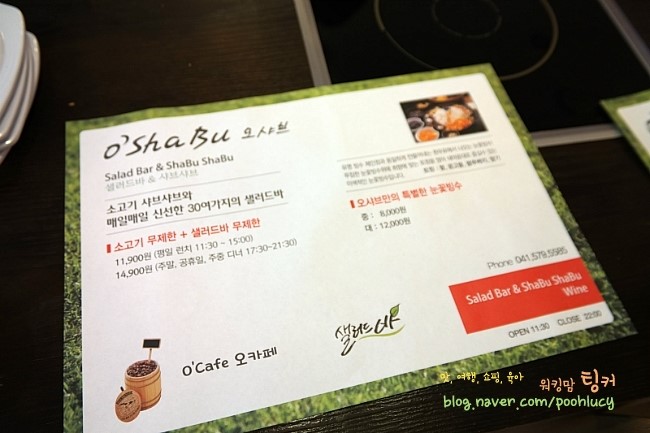 O'ShaBu 오샤브
Salad Bar & ShaBu ShaBu
샐러드바 & 샤브샤브
소고기 샤브샤브와
매일매일 신선한 30여가지의 샐러드바
소고기 무제한 + 샐러드바 무제한
11,900원 (평일 런치 11:30 ~ 15:00)
14,900원 (주말, 공휴일, 주중 디너 17:30~21:30)
오샤브만의 특별한 눈꽃빙수
중 : 8,000원
대 : 12,000원
Phone. 041.579.5585
Salad Bar & ShaBu ShaBu
Wine
OPEN 11:30 CLOSE 22:00
O'Cafe 오카페
샐러드바
맛, 여행, 쇼핑, 육아
워킹맘 팅커
blog.naver.com/poohlucy